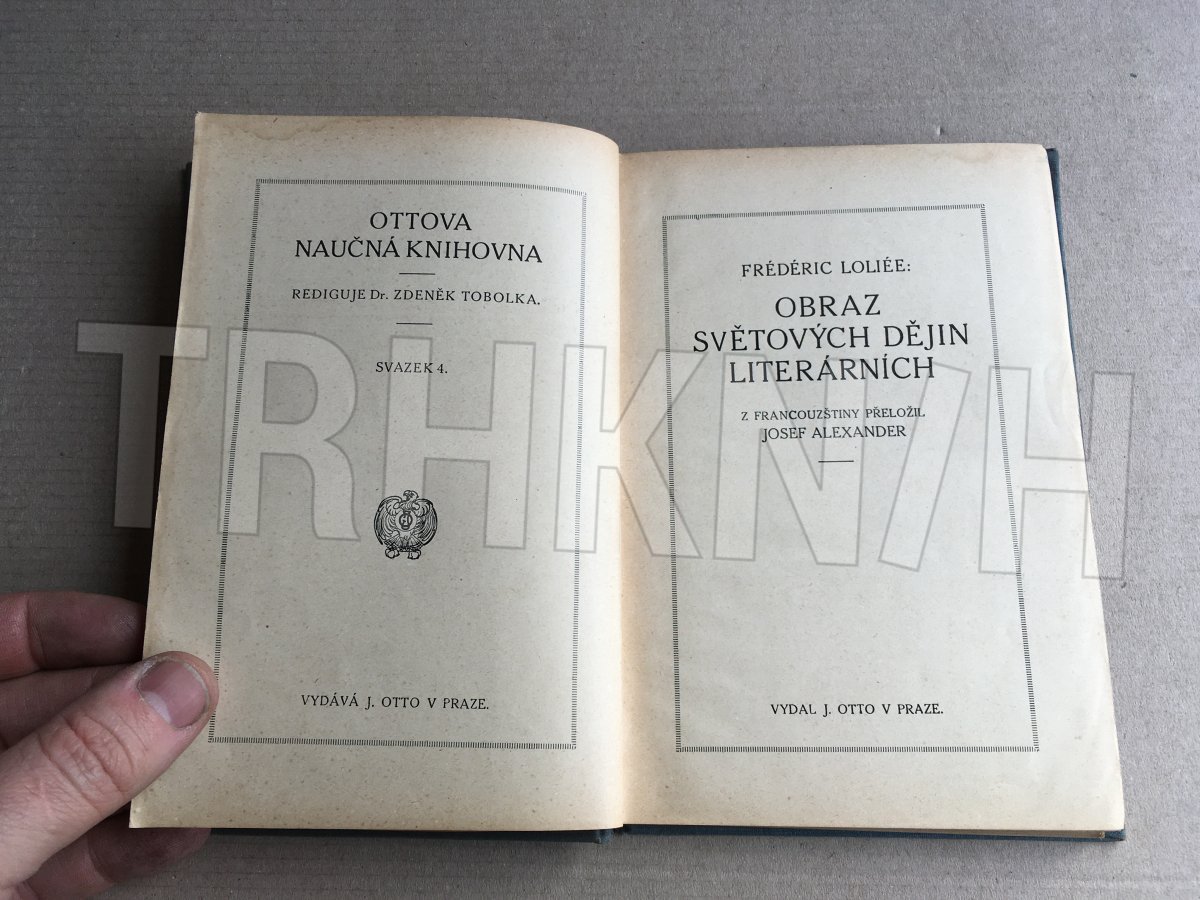 OTTOVA
NAUČNÁ KNIHOVNA
REDIGUJE Dr. ZDENĚK TOBOLKA.
SVAZEK 4.
VYDÁVÁ J. OTTO V PRAZE.
FRÉDÉRIC LOLIÉE:
OBRAZ
SVĚTOVÝCH DĚJIN
LITERÁRNÍCH
Z FRANCOUZŠTINY PŘELOŽIL
JOSEF ALEXANDER
VYDAL J. OTTO V PRAZE.
TRHKNIH